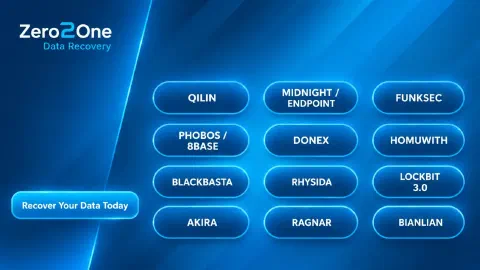 Zero2One
Data Recovery
QILIN
MIDNIGHT /
ENDPOINT
FUNKSEC
PHOBOS /
8BASE
DONEX
HOMUWITH
BLACKBASTA
RHYSIDA
LOCKBIT
3.0
Recover Your Data Today
AKIRA
RAGNAR
BIANLIAN